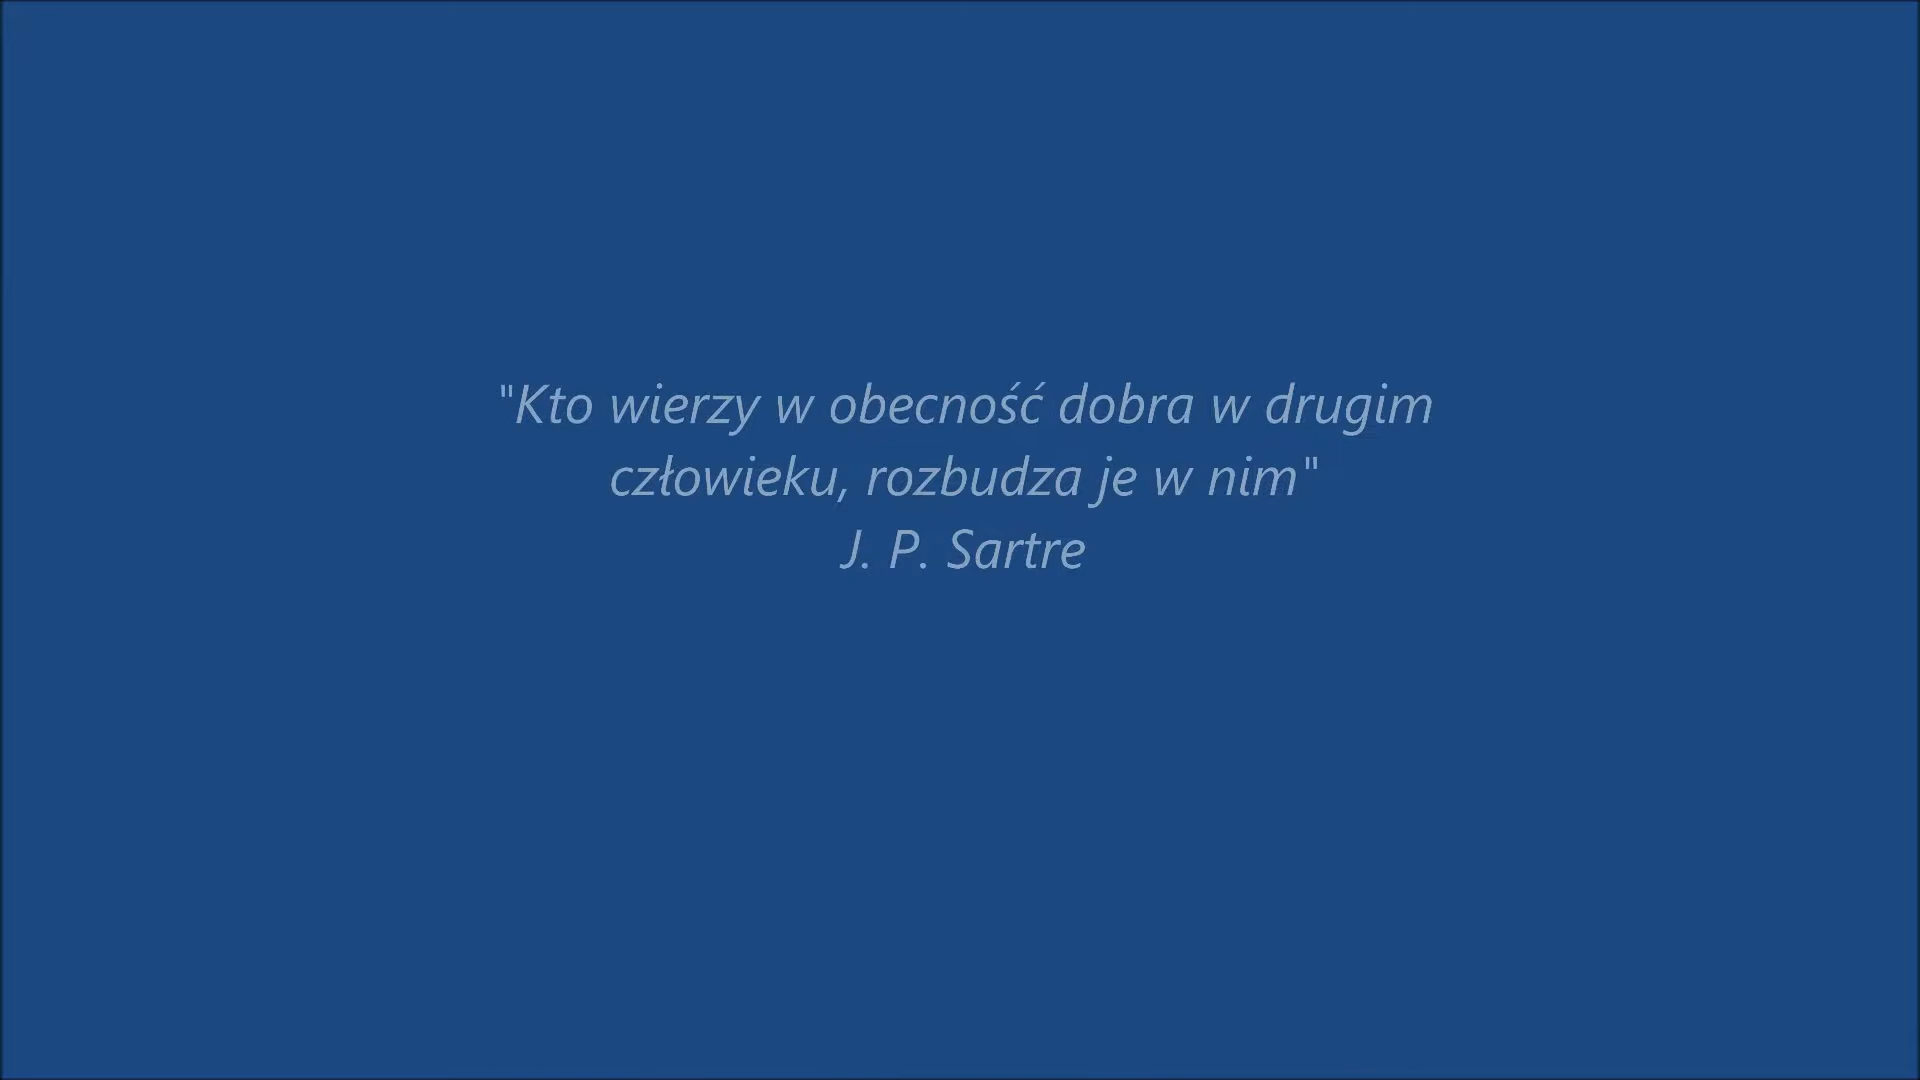 "Kto wierzy w obecność dobra w drugim
człowieku, rozbudza je w nim"
J. P. Sartre